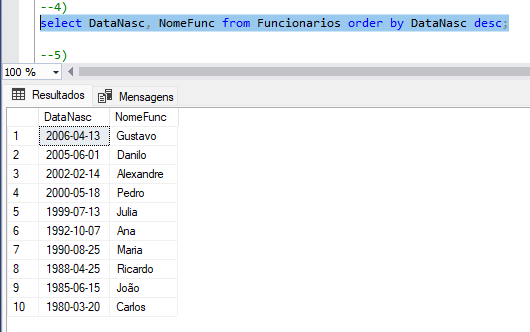 --4)
select DataNasc, NomeFunc from Funcionarios order by DataNasc desc;
--5)
100 %
Resultados Mensagens
DataNasc NomeFunc
1 2006-04-13 Gustavo
2 2005-06-01 Danilo
3 2002-02-14 Alexandre
4 2000-05-18 Pedro
5 1999-07-13 Julia
6 1992-10-07 Ana
7 1990-08-25 Maria
8 1988-04-25 Ricardo
9 1985-06-15 João
10 1980-03-20 Carlos